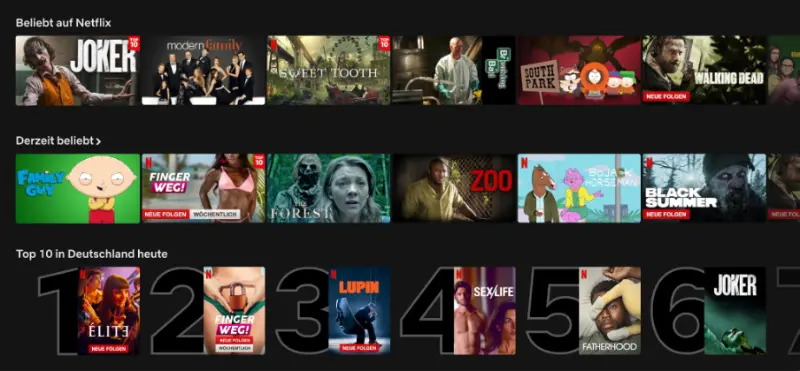 Beliebt auf Netflix
JOKER
TOP 10
modern family
N
SWEET TOOTH
TOP 10
Breaking Bad
SOUTH PARK
THE WALKING DEAD
NEUE FOLGEN
Derzeit beliebt >
FAMILY GUY
N
FINGER WEG!
NEUE FOLGEN WÖCHENTLICH
TOP 10
THE FOREST
ZOO
N
BOJACK HORSEMAN
N
BLACK SUMMER
NEUE FOLGEN
Top 10 in Deutschland heute
1
N
ÉLITE
NEUE FOLGEN
2
N
FINGER WEG!
NEUE FOLGEN
WÖCHENTLICH
3
N
LUPIN
NEUE FOLGEN
4
N
SEX/LIFE
5
N
FATHERHOOD
6
JOKER
7